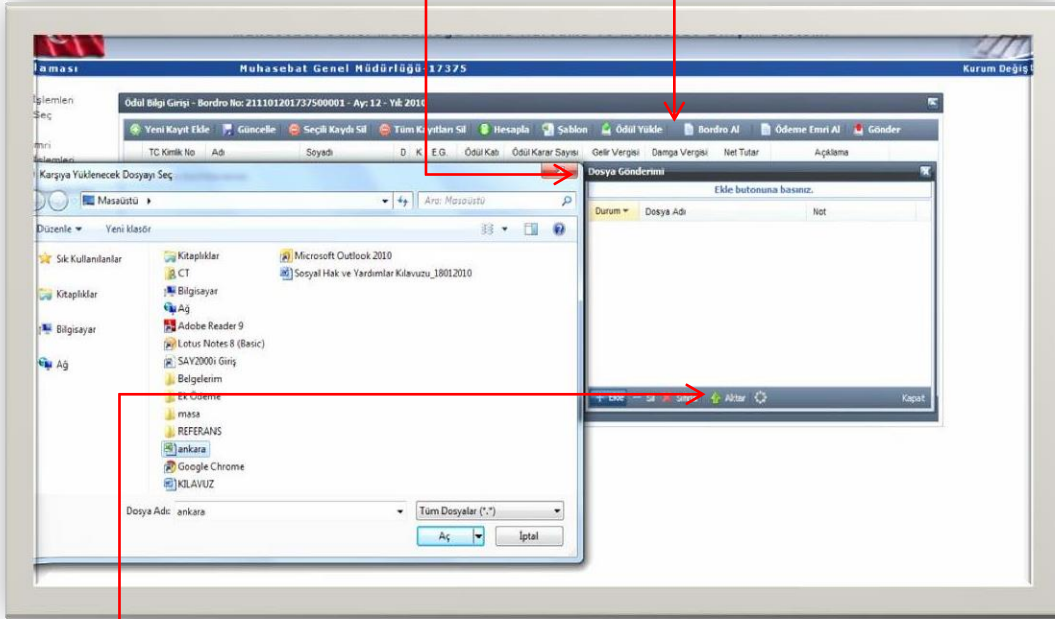 laması
Muhasebat Genel Müdürlüğü-17375
Kurum Değişt
İşlemleri
Seç
Ödül Bilgi Girişi - Bordro No: 211101201737500001 - Ay: 12 - Yıl: 2010
Yeni Kayıt Ekle Güncelle Seçili Kaydı Sil Tüm Kayıtları Sil Hesapla Şablon Ödül Yükle Bordro Al Ödeme Emri Al Gönder
TC Kimlik No Adı Soyadı D K E.G. Ödül Katı Ödül Karar Sayısı Gelir Vergisi Damga Vergisi Net Tutar Açıklama
Karşıya Yüklenecek Dosyayı Seç
Masaüstü
Ara: Masaüstü
Düzenle Yeni klasör
Sık Kullanılanlar
Kitaplıklar
Bilgisayar
Ağ
Kitaplıklar
CT
Bilgisayar
Ağ
Adobe Reader 9
Lotus Notes 8 (Basic)
SAY2000i Giriş
Belgelerim
Ek Ödeme
masa
REFERANS
ankara
Google Chrome
KILAVUZ
Microsoft Outlook 2010
Sosyal Hak ve Yardımlar Kılavuzu_18012010
Dosya Adı: ankara
Tüm Dosyalar (*.*)
Aç İptal
Dosya Gönderimi
Ekle butonuna basınız.
Durum Dosya Adı Not
Ekle Sil Aktar Kapat